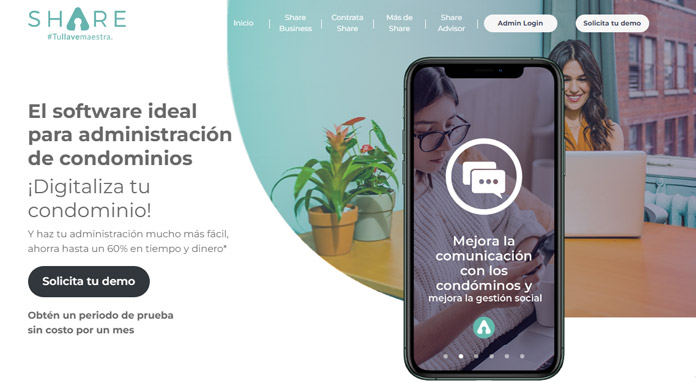 SHARE
#Tullavemaestra.
Inicio
Share
Business
Contrata
Share
Más de
Share
Share
Advisor
Admin Login
Solicita tu demo
El software ideal
para administración
de condominios
¡Digitaliza tu
condominio!
Y haz tu administración mucho más fácil,
ahorra hasta un 60% en tiempo y dinero*
Solicita tu demo
Obtén un periodo de prueba
sin costo por un mes
Mejora la
comunicación
con los
condóminos y
mejora la gestión social